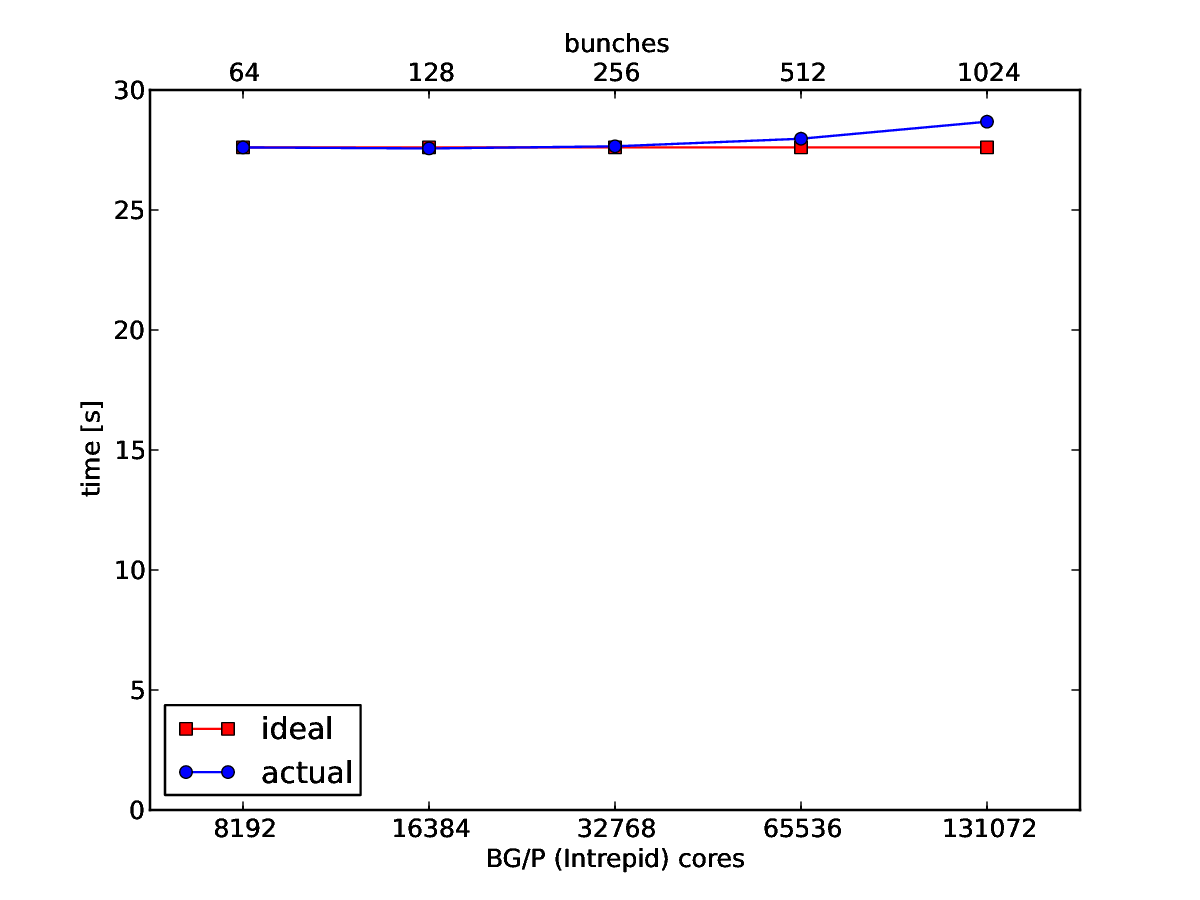 bunches
64 128 256 512 1024
30
25
20
15
10
5
0
time [s]
ideal
actual
8192 16384 32768 65536 131072
BG/P (Intrepid) cores